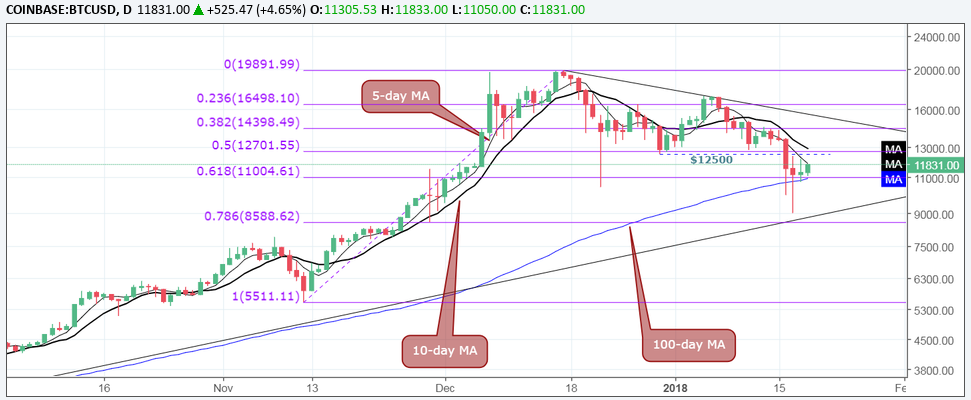 COINBASE:BTCUSD, D 11831.00 ▲ +525.47 (+4.65%) O:11305.53 H:11833.00 L:11050.00 C:11831.00
24000.00
0(19891.99)
20000.00
5-day MA
0.236(16498.10)
16000.00
0.382(14398.49)
0.5(12701.55)
13000.00
MA
$12500
MA
11831.00
0.618(11004.61)
MA
11000.00
0.786(8588.62)
9000.00
7500.00
6300.00
1(5511.11)
5300.00
10-day MA
100-day MA
4500.00
3800.00
16
Nov
13
Dec
18
2018
15
Fe